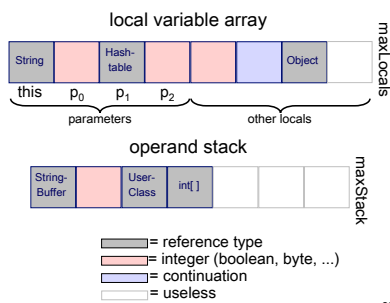 local variable array
String
Hash-
table
Object
maxLocals
this p₀ p₁ p₂
parameters
other locals
operand stack
String-
Buffer
User-
Class
int[ ]
maxStack
= reference type
= integer (boolean, byte, ...)
= continuation
= useless